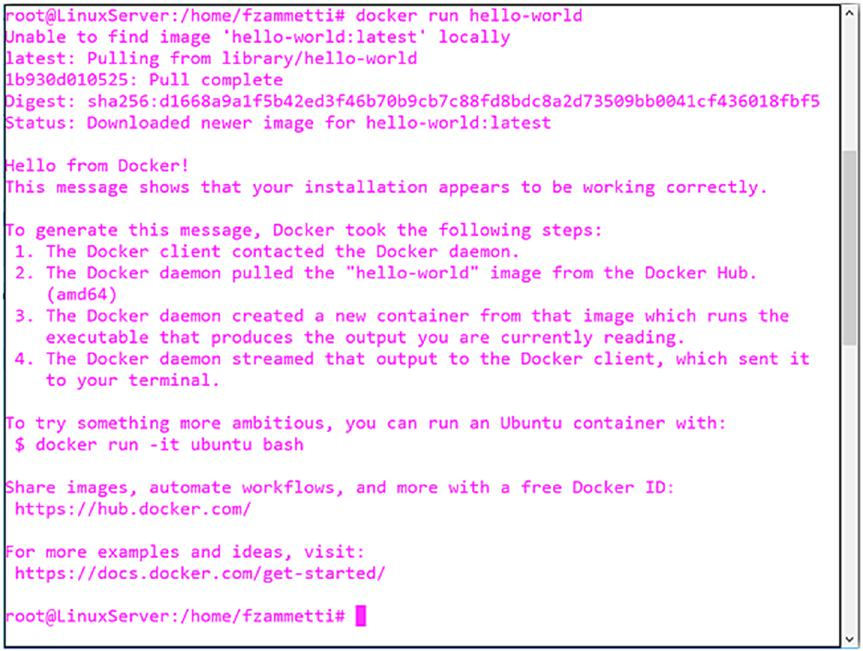 root@LinuxServer:/home/fzammetti# docker run hello-world
Unable to find image 'hello-world:latest' locally
latest: Pulling from library/hello-world
1b930d010525: Pull complete
Digest: sha256:d1668a9a1f5b42ed3f46b70b9cb7c88fd8bdc8a2d73509bb0041cf436018fbf5
Status: Downloaded newer image for hello-world:latest
Hello from Docker!
This message shows that your installation appears to be working correctly.
To generate this message, Docker took the following steps:
1. The Docker client contacted the Docker daemon.
2. The Docker daemon pulled the "hello-world" image from the Docker Hub.
(amd64)
3. The Docker daemon created a new container from that image which runs the
executable that produces the output you are currently reading.
4. The Docker daemon streamed that output to the Docker client, which sent it
to your terminal.
To try something more ambitious, you can run an Ubuntu container with:
$ docker run -it ubuntu bash
Share images, automate workflows, and more with a free Docker ID:
https://hub.docker.com/
For more examples and ideas, visit:
https://docs.docker.com/get-started/
root@LinuxServer:/home/fzammetti#